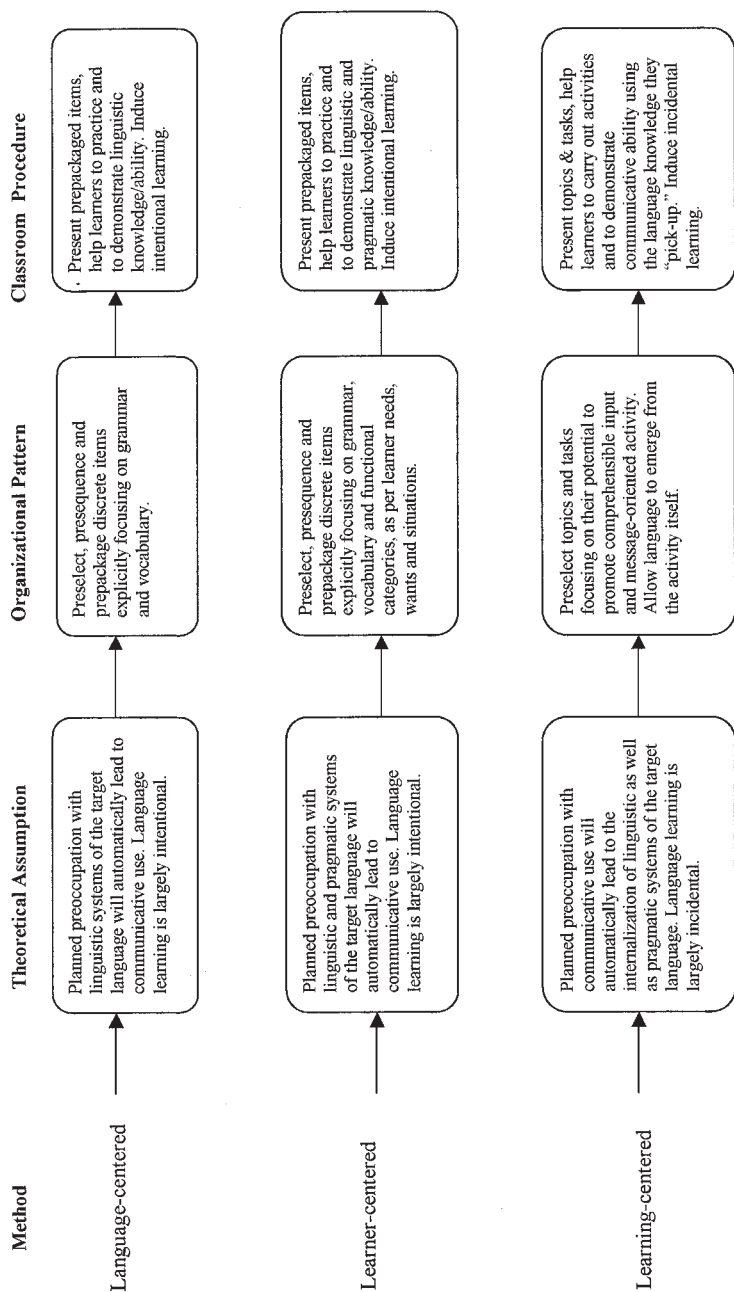 Method
Theoretical Assumption
Organizational Pattern
Classroom Procedure
Language-centered
Planned preoccupation with
linguistic systems of the target
language will automatically lead to
communicative use. Language
learning is largely intentional.
Preselect, presequence and
prepackage discrete items
explicitly focusing on grammar
and vocabulary.
Present prepackaged items,
help learners to practice and
to demonstrate linguistic
knowledge/ability. Induce
intentional learning.
Learner-centered
Planned preoccupation with
linguistic and pragmatic systems
of the target language will
automatically lead to
communicative use. Language
learning is largely intentional.
Preselect, presequence and
prepackage discrete items
explicitly focusing on grammar,
vocabulary and functional
categories, as per learner needs,
wants and situations.
Present prepackaged items,
help learners to practice and
to demonstrate linguistic and
pragmatic knowledge/ability.
Induce intentional learning.
Learning-centered
Planned preoccupation with
communicative use will
automatically lead to the
internalization of linguistic as well
as pragmatic systems of the target
language. Language learning is
largely incidental.
Preselect topics and tasks
focusing on their potential to
promote comprehensible input
and message-oriented activity.
Allow language to emerge from
the activity itself.
Present topics & tasks, help
learners to carry out activities
and to demonstrate
communicative ability using
the language knowledge they
“pick-up.” Induce incidental
learning.